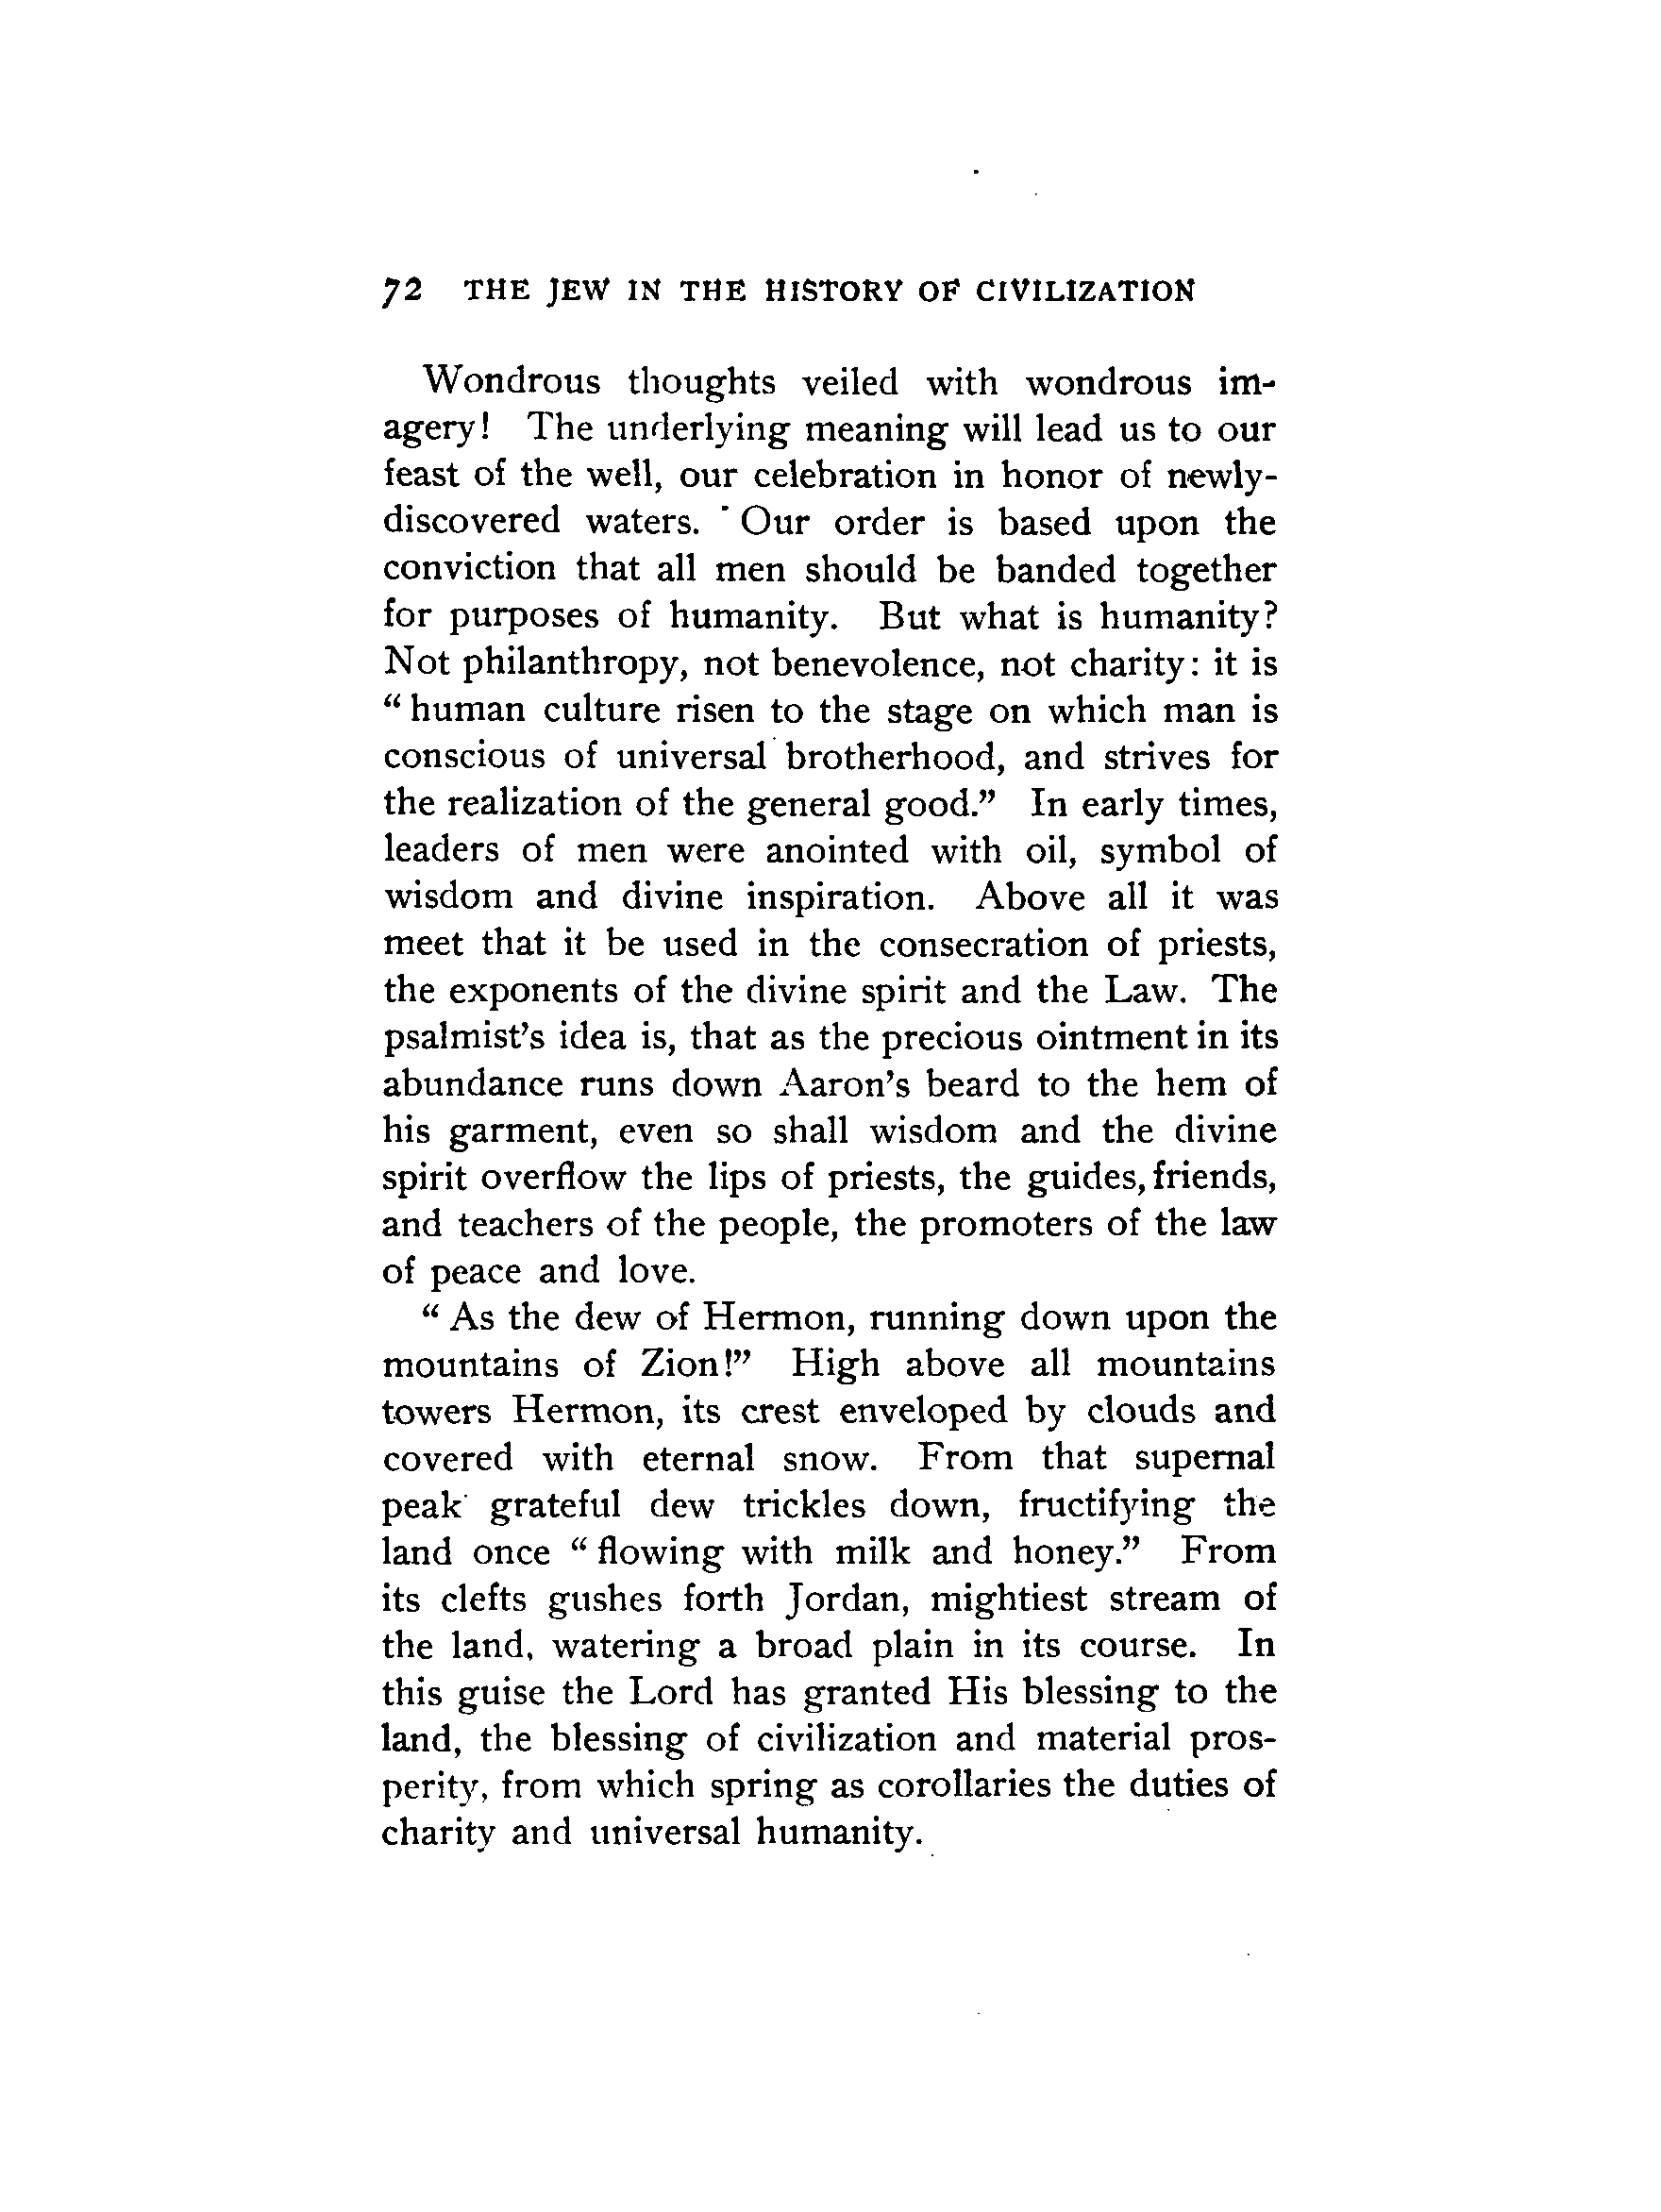 72 THE JEW IN THE HISTORY OF CIVILIZATION
Wondrous thoughts veiled with wondrous im-
agery! The underlying meaning will lead us to our
feast of the well, our celebration in honor of newly-
discovered waters. Our order is based upon the
conviction that all men should be banded together
for purposes of humanity. But what is humanity?
Not philanthropy, not benevolence, not charity: it is
“human culture risen to the stage on which man is
conscious of universal brotherhood, and strives for
the realization of the general good.” In early times,
leaders of men were anointed with oil, symbol of
wisdom and divine inspiration. Above all it was
meet that it be used in the consecration of priests,
the exponents of the divine spirit and the Law. The
psalmist’s idea is, that as the precious ointment in its
abundance runs down Aaron’s beard to the hem of
his garment, even so shall wisdom and the divine
spirit overflow the lips of priests, the guides, friends,
and teachers of the people, the promoters of the law
of peace and love.
“As the dew of Hermon, running down upon the
mountains of Zion!” High above all mountains
towers Hermon, its crest enveloped by clouds and
covered with eternal snow. From that supernal
peak grateful dew trickles down, fructifying the
land once “flowing with milk and honey.” From
its clefts gushes forth Jordan, mightiest stream of
the land, watering a broad plain in its course. In
this guise the Lord has granted His blessing to the
land, the blessing of civilization and material pros-
perity, from which spring as corollaries the duties of
charity and universal humanity.